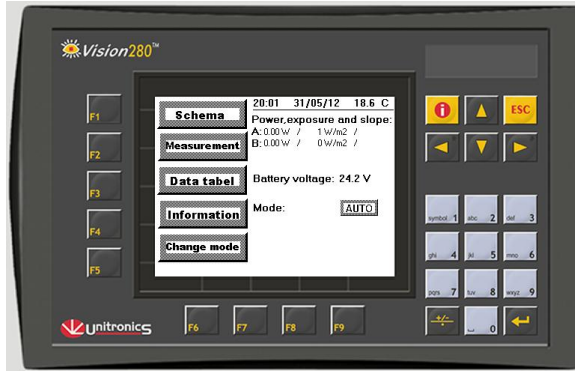 Vision280™
20:01 31/05/12 18.6 C
Schema
Power,exposure and slope:
A: 0.00 W / 1 W/m2 /
B: 0.00 W / 0 W/m2 /
Measurement
Data tabel
Battery voltage: 24.2 V
Information
Mode: AUTO
Change mode
F1
F2
F3
F4
F5
F6 F7 F8 F9
unitronics
i ESC
symbol 1 abc 2 def 3
ghi 4 jkl 5 mno 6
pqrs 7 tuv 8 wxyz 9
+/- 0